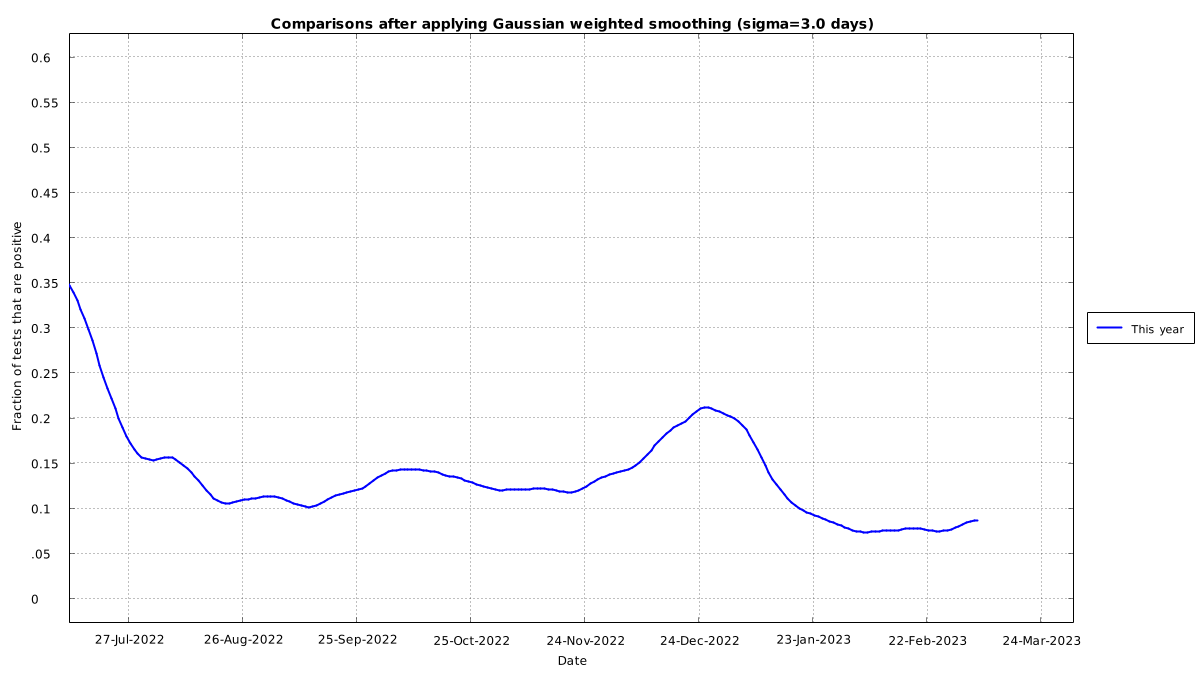 Comparisons after applying Gaussian weighted smoothing (sigma=3.0 days)
0.6
0.55
0.5
0.45
0.4
0.35
0.3
0.25
0.2
0.15
0.1
.05
0
Fraction of tests that are positive
This year
27-Jul-2022
26-Aug-2022
25-Sep-2022
25-Oct-2022
24-Nov-2022
24-Dec-2022
23-Jan-2023
22-Feb-2023
24-Mar-2023
Date